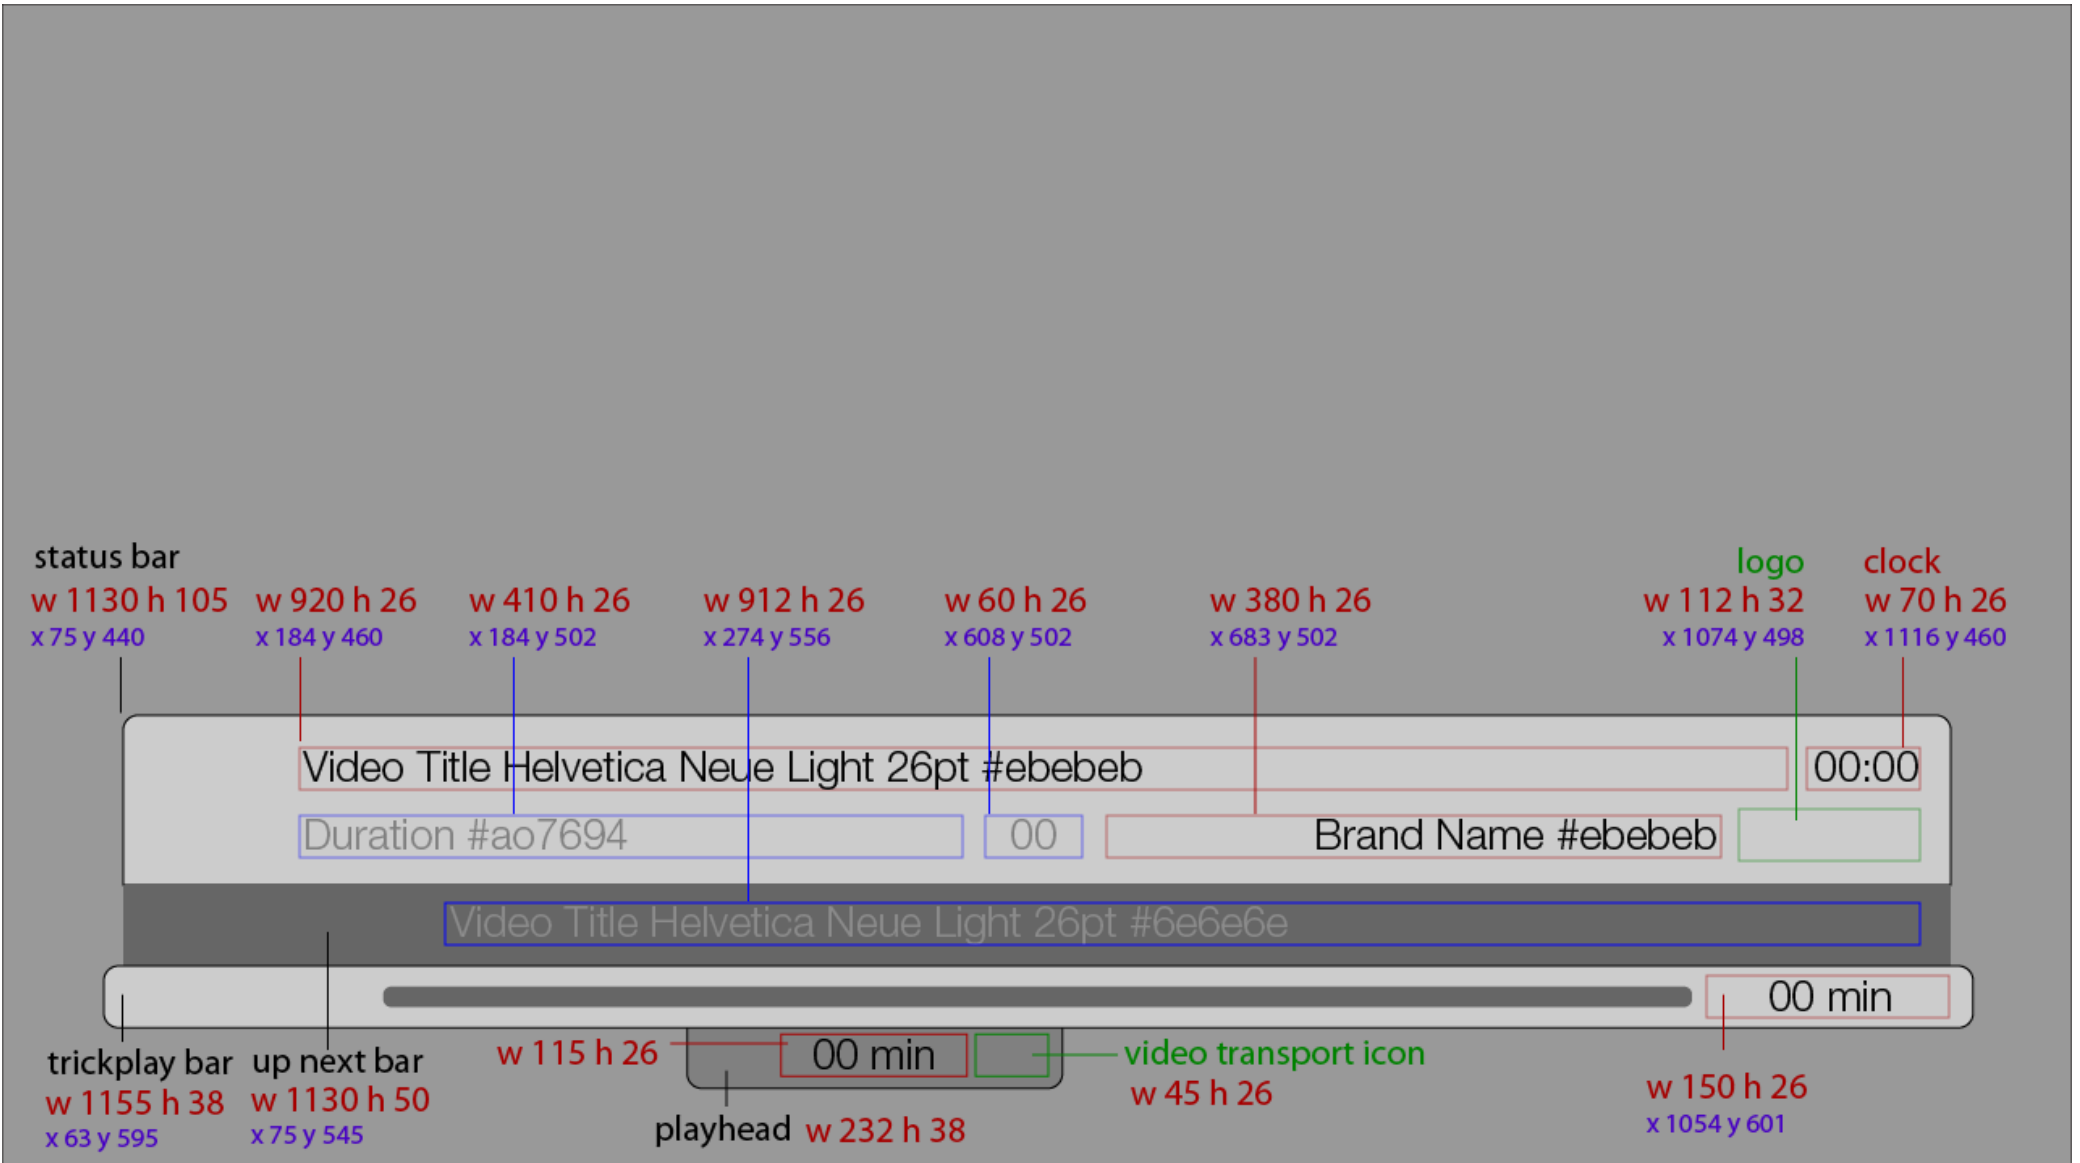 status bar
logo
clock
w 1130 h 105
w 920 h 26
w 410 h 26
w 912 h 26
w 60 h 26
w 380 h 26
w 112 h 32
w 70 h 26
x 75 y 440
x 184 y 460
x 184 y 502
x 274 y 556
x 608 y 502
x 683 y 502
x 1074 y 498
x 1116 y 460
Video Title Helvetica Neue Light 26pt #ebebeb
00:00
Duration #ao7694
00
Brand Name #ebebeb
Video Title Helvetica Neue Light 26pt #6e6e6e
00 min
trickplay bar
up next bar
w 115 h 26
00 min
video transport icon
w 1155 h 38
w 1130 h 50
w 45 h 26
w 150 h 26
x 63 y 595
x 75 y 545
playhead w 232 h 38
x 1054 y 601